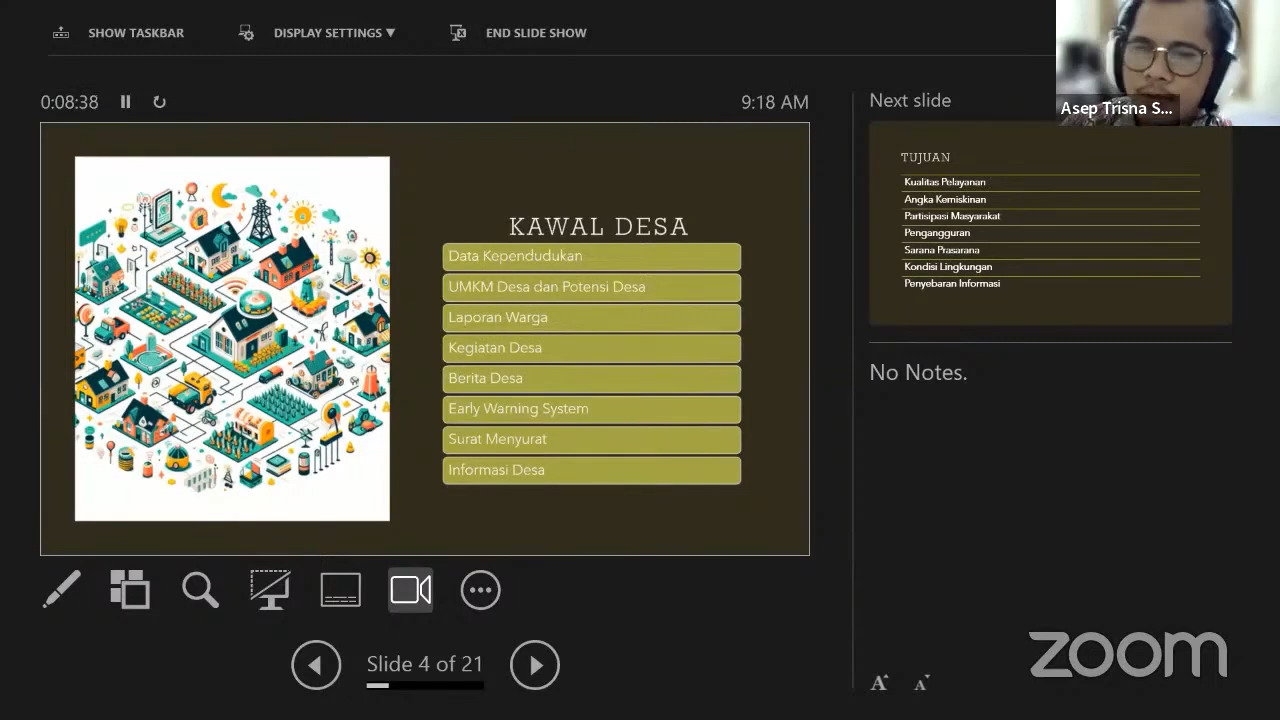 SHOW TASKBAR
DISPLAY SETTINGS ▼
END SLIDE SHOW
Asep Trisna S...
0:08:38
9:18 AM
Next slide
KAWAL DESA
Data Kependudukan
UMKM Desa dan Potensi Desa
Laporan Warga
Kegiatan Desa
Berita Desa
Early Warning System
Surat Menyurat
Informasi Desa
TUJUAN
Kualitas Pelayanan
Angka Kemiskinan
Partisipasi Masyarakat
Pengangguran
Sarana Prasarana
Kondisi Lingkungan
Penyebaran Informasi
No Notes.
Slide 4 of 21
A A
zoom